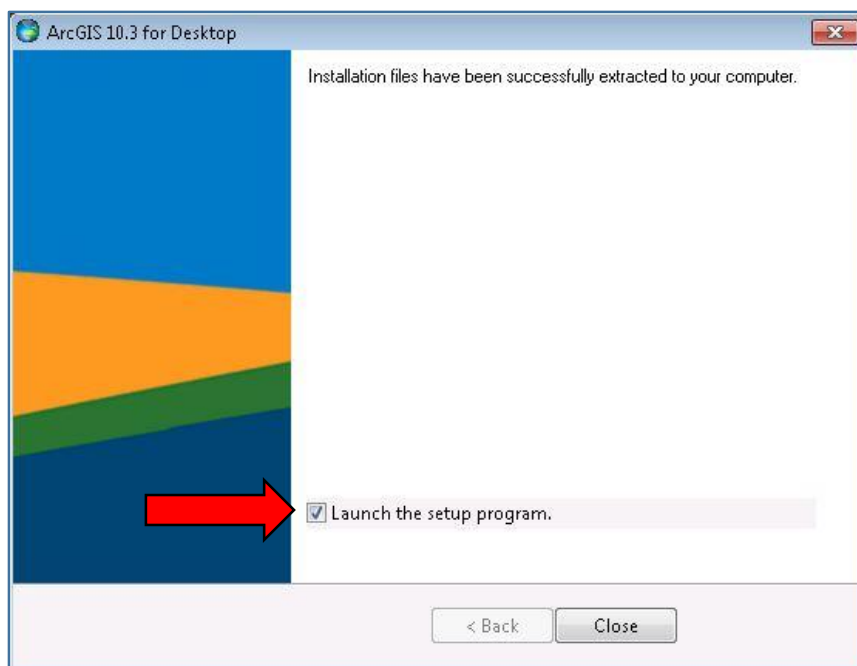 ArcGIS 10.3 for Desktop
Installation files have been successfully extracted to your computer.
Launch the setup program.
< Back Close